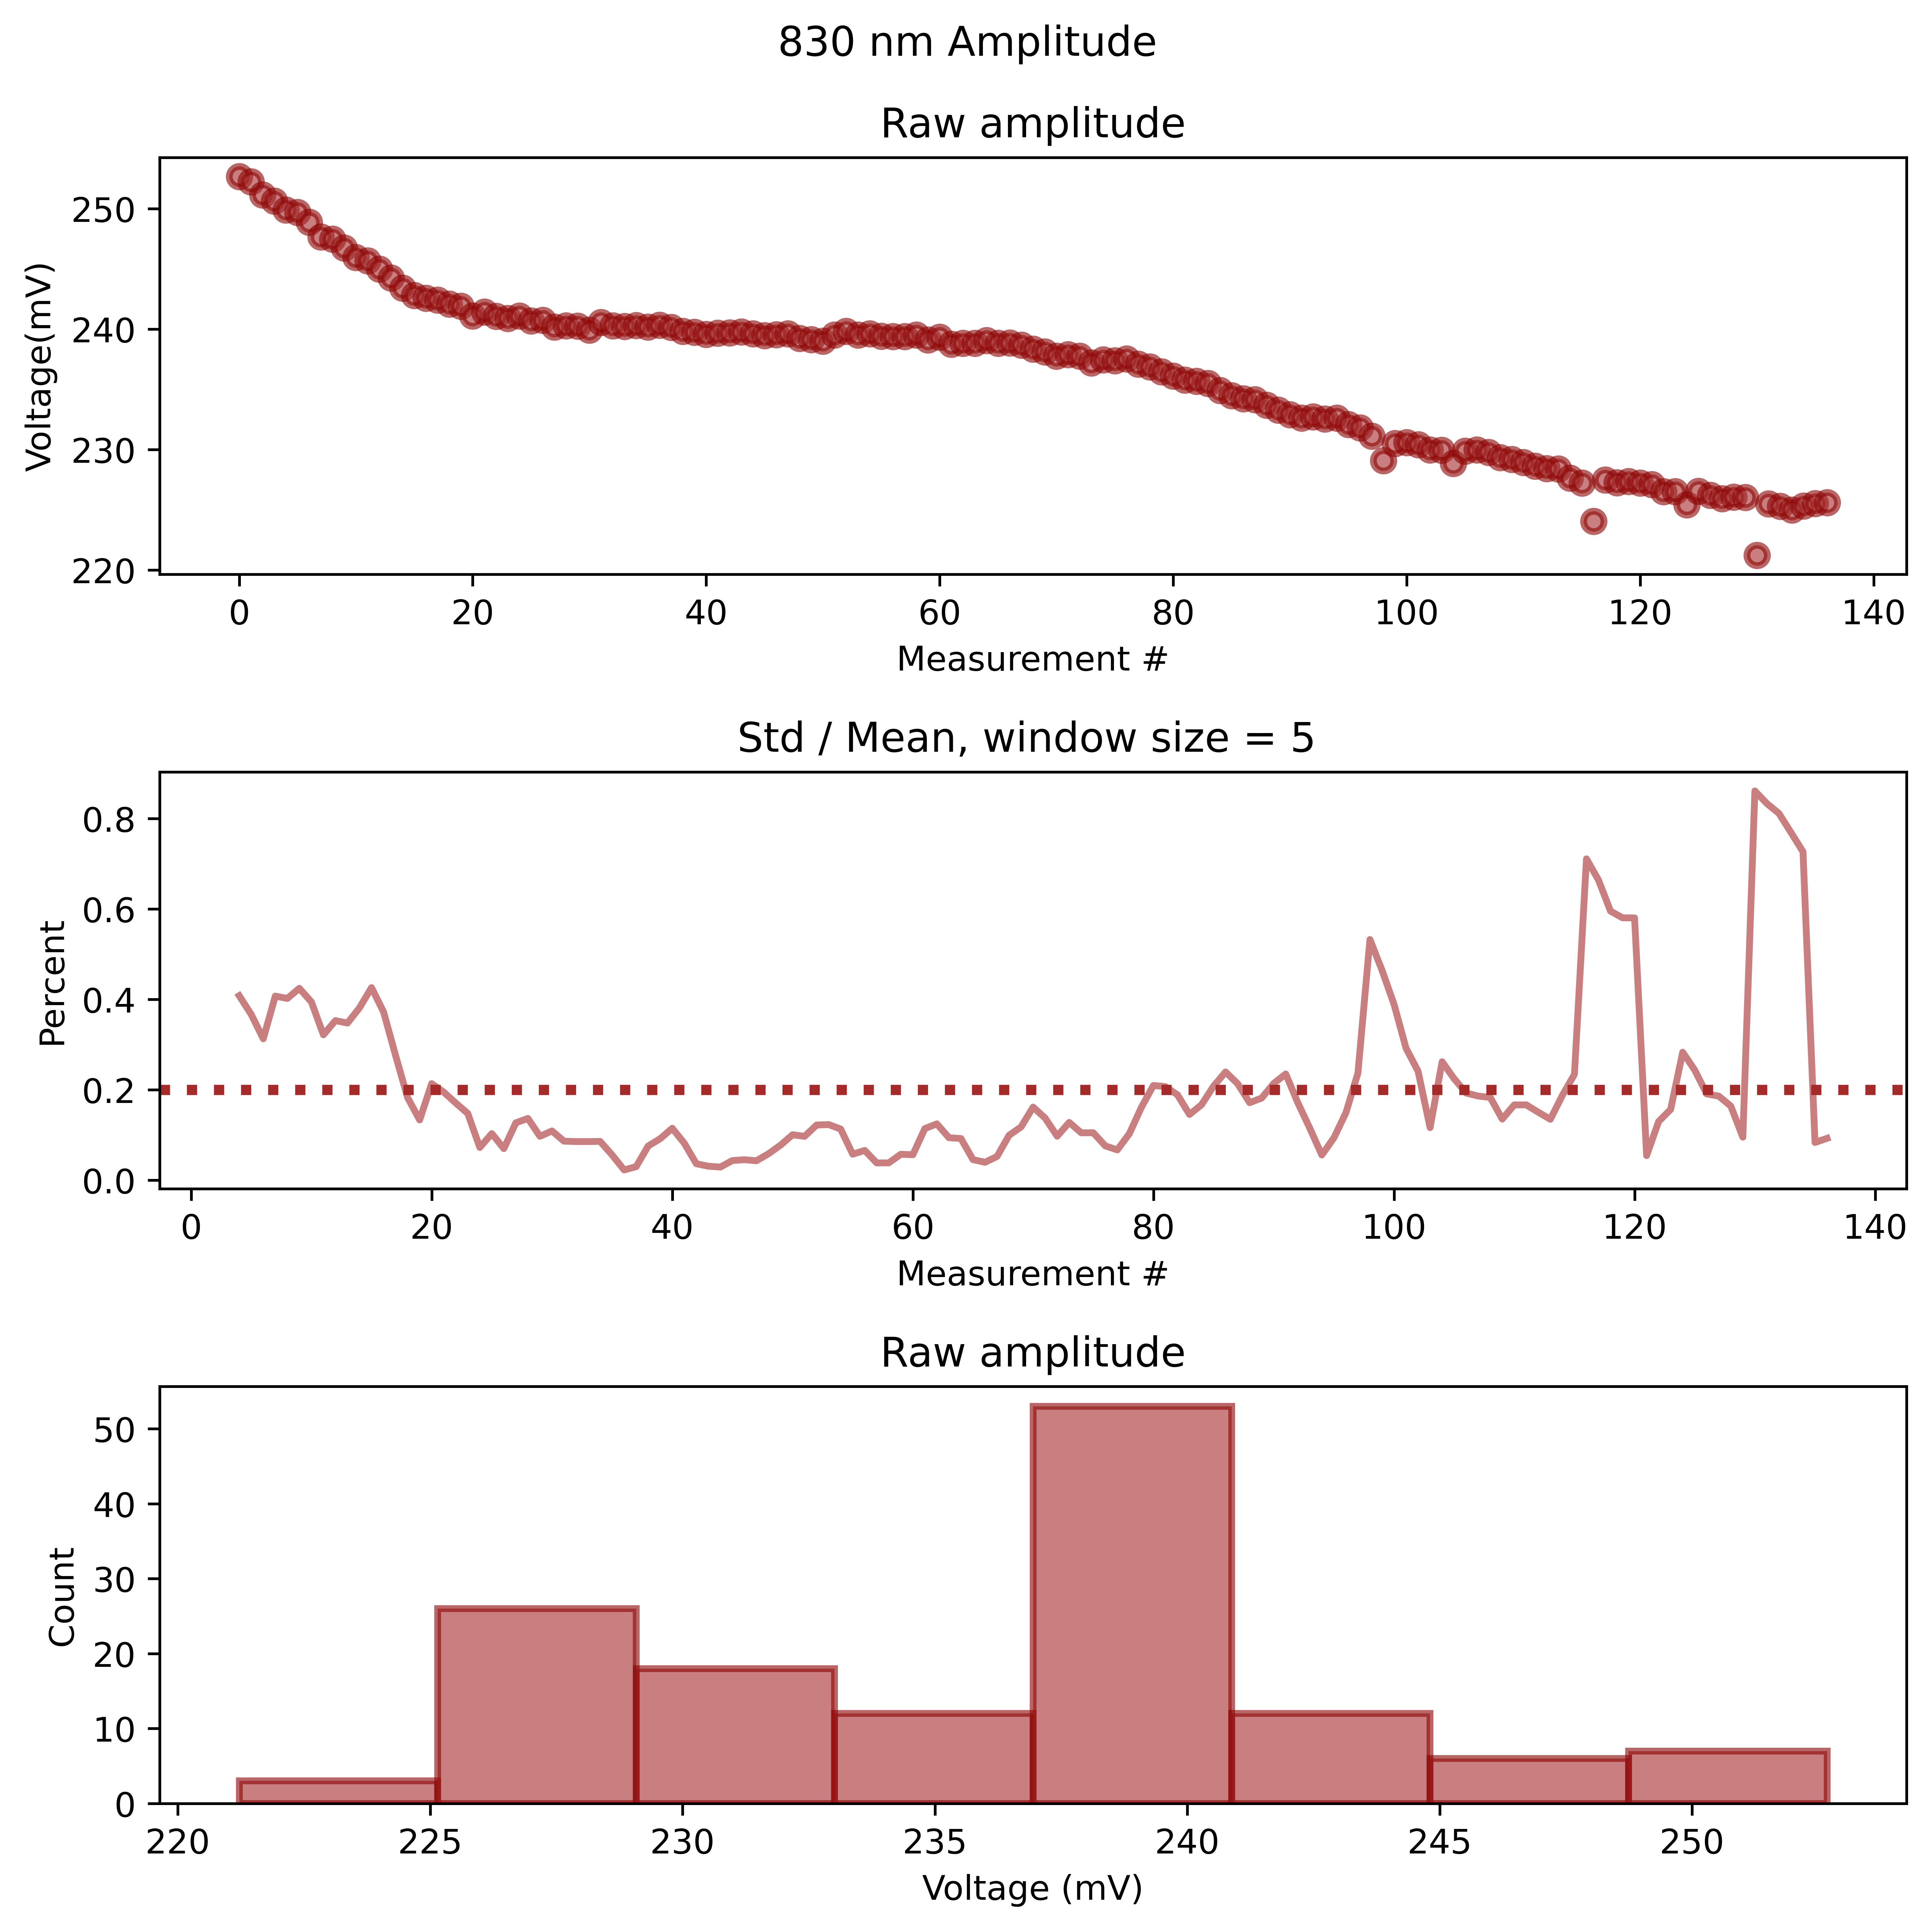 830 nm Amplitude
Raw amplitude
Voltage(mV)
250
240
230
220
0 20 40 60 80 100 120 140
Measurement #
Std / Mean, window size = 5
Percent
0.8
0.6
0.4
0.2
0.0
0 20 40 60 80 100 120 140
Measurement #
Raw amplitude
Count
50
40
30
20
10
0
220 225 230 235 240 245 250
Voltage (mV)